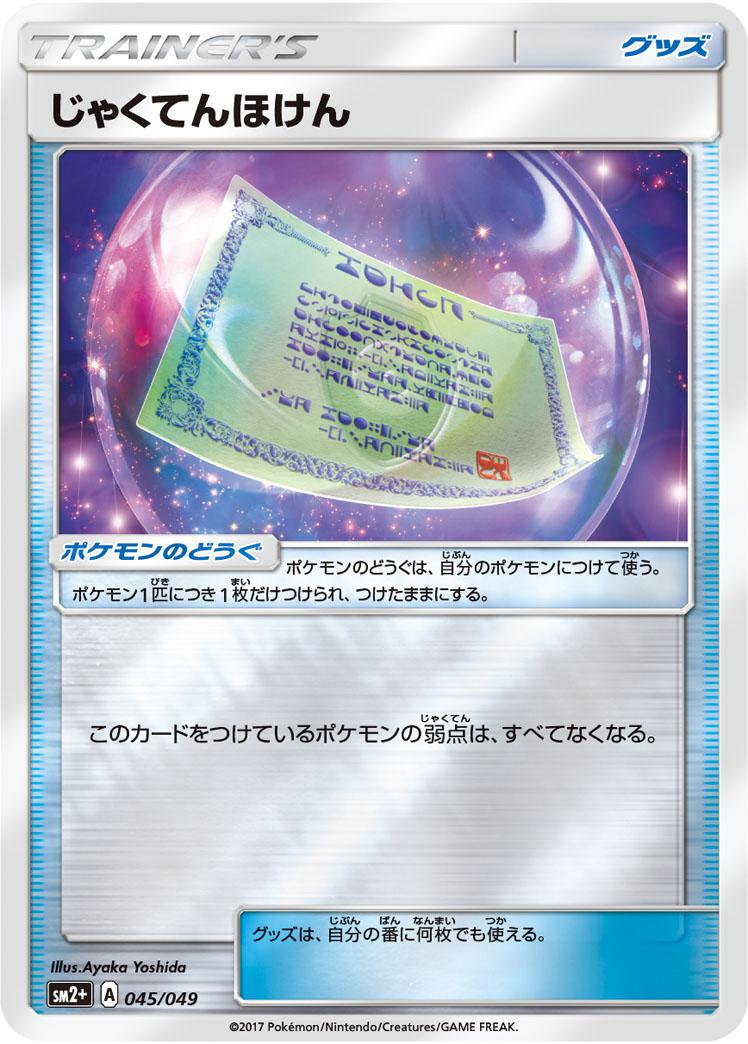 TRAINER'S
グッズ
じゃくてんほけん
ポケモンのどうぐ
ポケモンのどうぐは、自分のポケモンにつけて使う。
ポケモン1匹につき1枚だけつけられ、つけたままにする。
このカードをつけているポケモンの弱点は、すべてなくなる。
グッズは、自分の番に何枚でも使える。
Illus.Ayaka Yoshida
SM2+ A 045/049
©2017 Pokémon/Nintendo/Creatures/GAME FREAK.